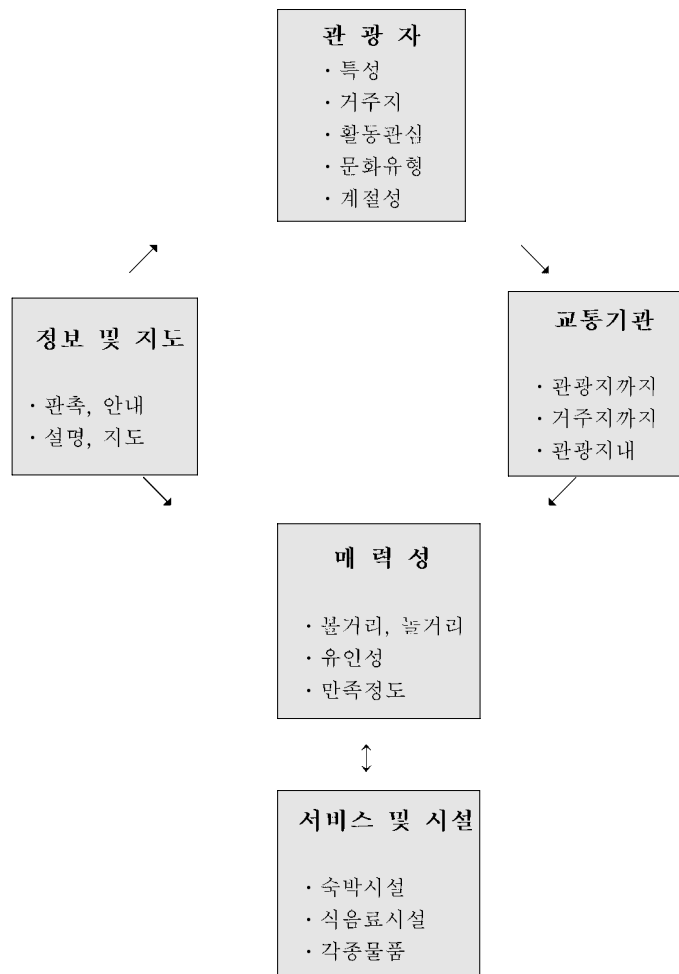 관 광 자
· 특성
· 거주지
· 활동관심
· 문화유형
· 계절성
정보 및 지도
· 판촉, 안내
· 설명, 지도
교통기관
· 관광지까지
· 거주지까지
· 관광지내
매 력 성
· 볼거리, 놀거리
· 유인성
· 만족정도
서비스 및 시설
· 숙박시설
· 식음료시설
· 각종물품